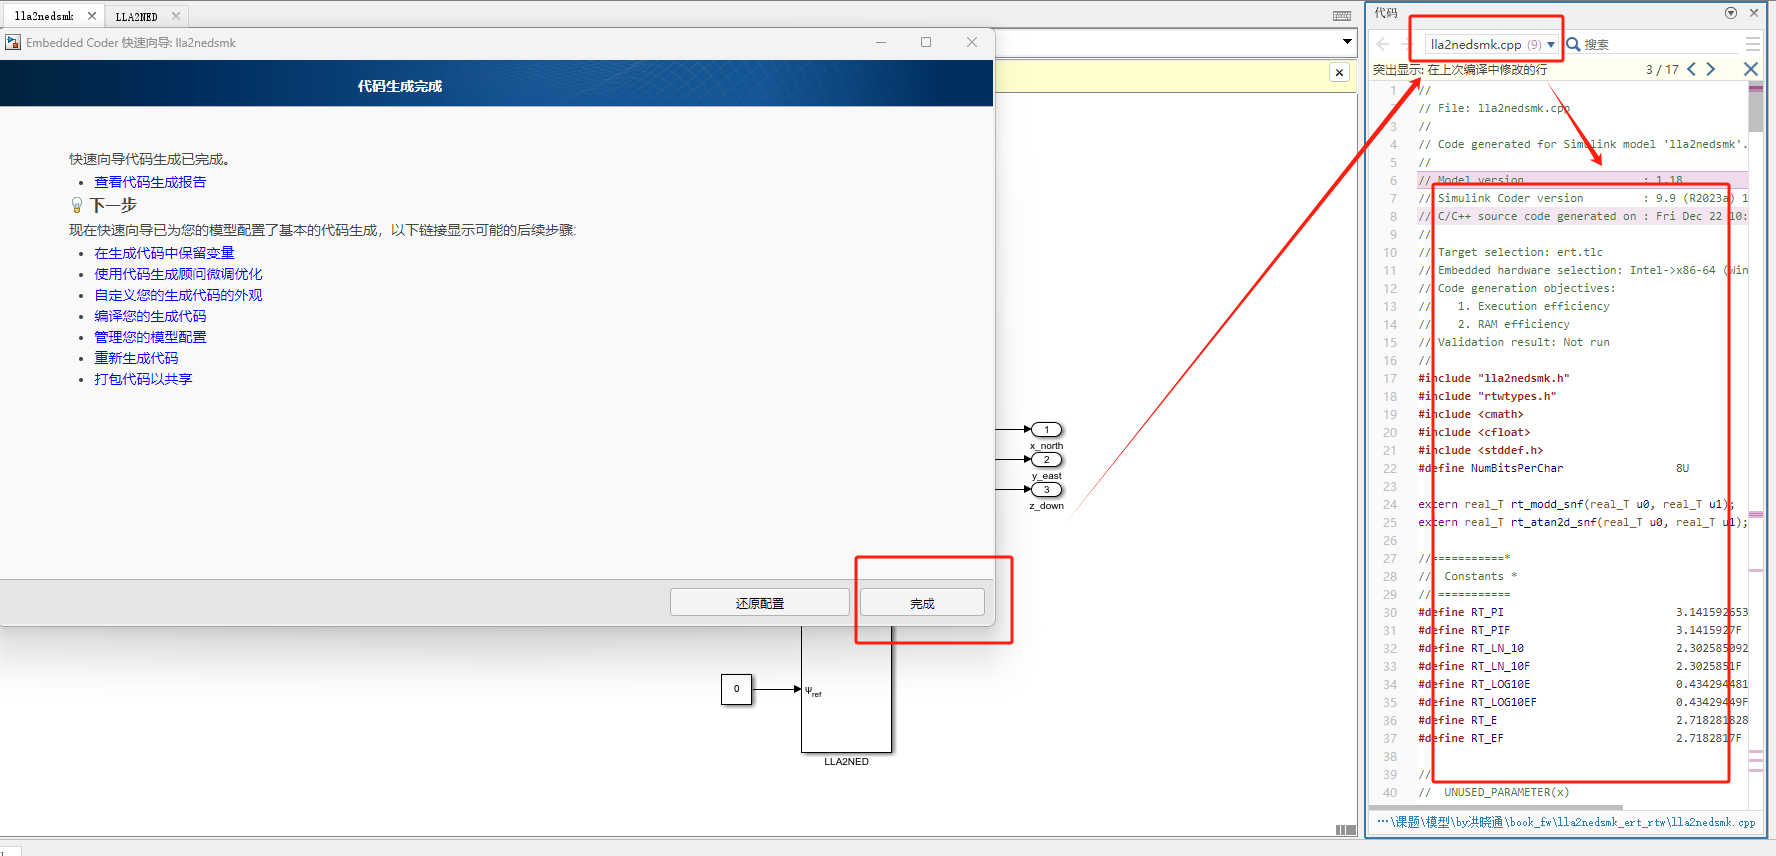 lla2nedsmk
LLA2NED
Embedded Coder 快速向导: lla2nedsmk
代码生成完成
快速向导代码生成已完成。
查看代码生成报告
下一步
现在快速向导已为您的模型配置了基本的代码生成，以下链接显示可能的后续步骤:
在生成代码中保留变量
使用代码生成顾问微调优化
自定义您的生成代码的外观
编译您的生成代码
管理您的模型配置
重新生成代码
打包代码以共享
还原配置
完成
1
x_north
2
y_east
3
z_down
0
Ψref
LLA2NED
代码
lla2nedsmk.cpp (9)
搜索
突出显示: 在上次编译中修改的行
3 / 17
1 //
// File: lla2nedsmk.cpp
3 //
4 // Code generated for Simulink model 'lla2nedsmk'.
5 //
6 // Model version : 1.18
7 // Simulink Coder version : 9.9 (R2023a) 1
8 // C/C++ source code generated on : Fri Dec 22 10:
9 //
10 // Target selection: ert.tlc
11 // Embedded hardware selection: Intel->x86-64 (Win
12 // Code generation objectives:
13 // 1. Execution efficiency
14 // 2. RAM efficiency
15 // Validation result: Not run
16 //
17 #include "lla2nedsmk.h"
18 #include "rtwtypes.h"
19 #include <cmath>
20 #include <cfloat>
21 #include <stddef.h>
22 #define NumBitsPerChar 8U
23
24 extern real_T rt_modd_snf(real_T u0, real_T u1);
25 extern real_T rt_atan2d_snf(real_T u0, real_T u1);
26
27 //===========*
28 // Constants *
29 // ===========
30 #define RT_PI 3.141592653
31 #define RT_PIF 3.1415927F
32 #define RT_LN_10 2.302585092
33 #define RT_LN_10F 2.3025851F
34 #define RT_LOG10E 0.434294481
35 #define RT_LOG10EF 0.43429449F
36 #define RT_E 2.718281828
37 #define RT_EF 2.7182817F
38
39 //
40 // UNUSED_PARAMETER(x)
…\课题\模型\by洪晓通\book_fw\lla2nedsmk_ert_rtw\lla2nedsmk.cpp